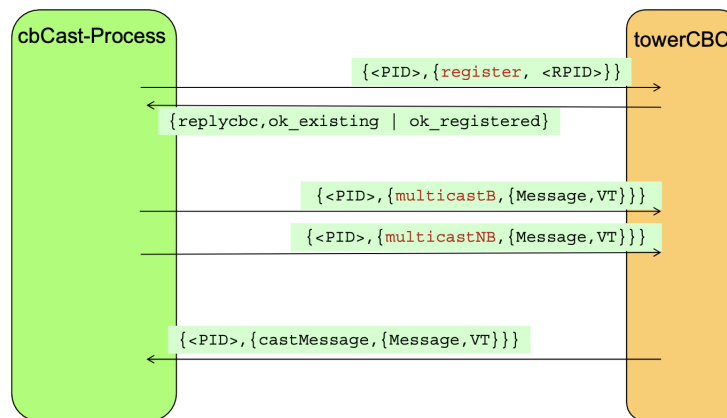 cbCast-Process
towerCBC
{<PID>,{register, <RPID>}}
{replycbc,ok_existing | ok_registered}
{<PID>,{multicastB,{Message,VT}}}
{<PID>,{multicastNB,{Message,VT}}}
{<PID>,{castMessage,{Message,VT}}}